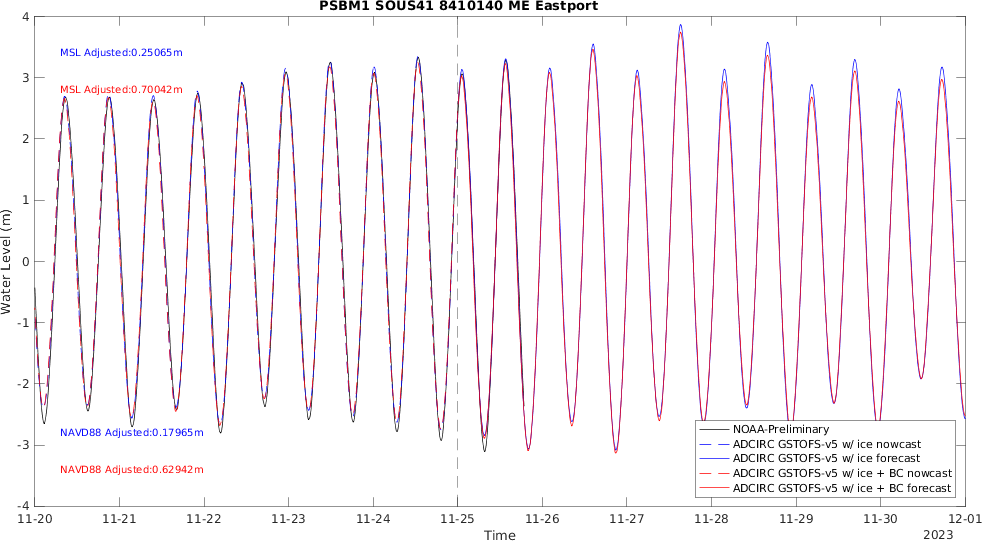 PSBM1 SOUS41 8410140 ME Eastport
4
MSL Adjusted:0.25065m
3
MSL Adjusted:0.70042m
2
1
0
-1
-2
-3
-4
Water Level (m)
NAVD88 Adjusted:0.17965m
NAVD88 Adjusted:0.62942m
NOAA-Preliminary
ADCIRC GSTOFS-v5 w/ ice nowcast
ADCIRC GSTOFS-v5 w/ ice forecast
ADCIRC GSTOFS-v5 w/ ice + BC nowcast
ADCIRC GSTOFS-v5 w/ ice + BC forecast
11-20 11-21 11-22 11-23 11-24 11-25 11-26 11-27 11-28 11-29 11-30 12-01
Time
2023